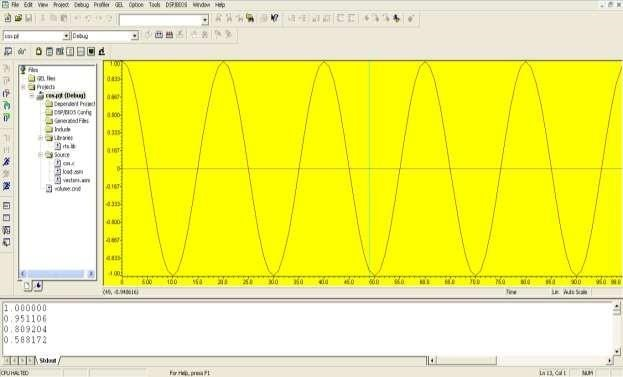 File Edit View Project Debug Profiler GEL Option Tools DSP/BIOS Window Help
cos.pjt
Debug
Files
GEL files
Projects
cos.pjt (Debug)
Dependent Project
DSP/BIOS Config
Generated Files
Include
Libraries
rts.lib
Source
cos.c
load.asm
vectors.asm
volume.cmd
1.00
0.833
0.667
0.500
0.333
0.167
0
-0.167
-0.333
-0.500
-0.667
-0.833
-1.00
0 5.00 10.0 15.0 20.0 25.0 30.0 35.0 40.0 45.0 50.0 55.0 60.0 65.0 70.0 75.0 80.0 85.0 90.0 95.0 99.0
(49, -0.948616)
Time
Lin
Auto Scale
1.000000
0.951106
0.809204
0.588172
Stdout
CPU HALTED
For Help, press F1
Ln 13, Col 1
NUM